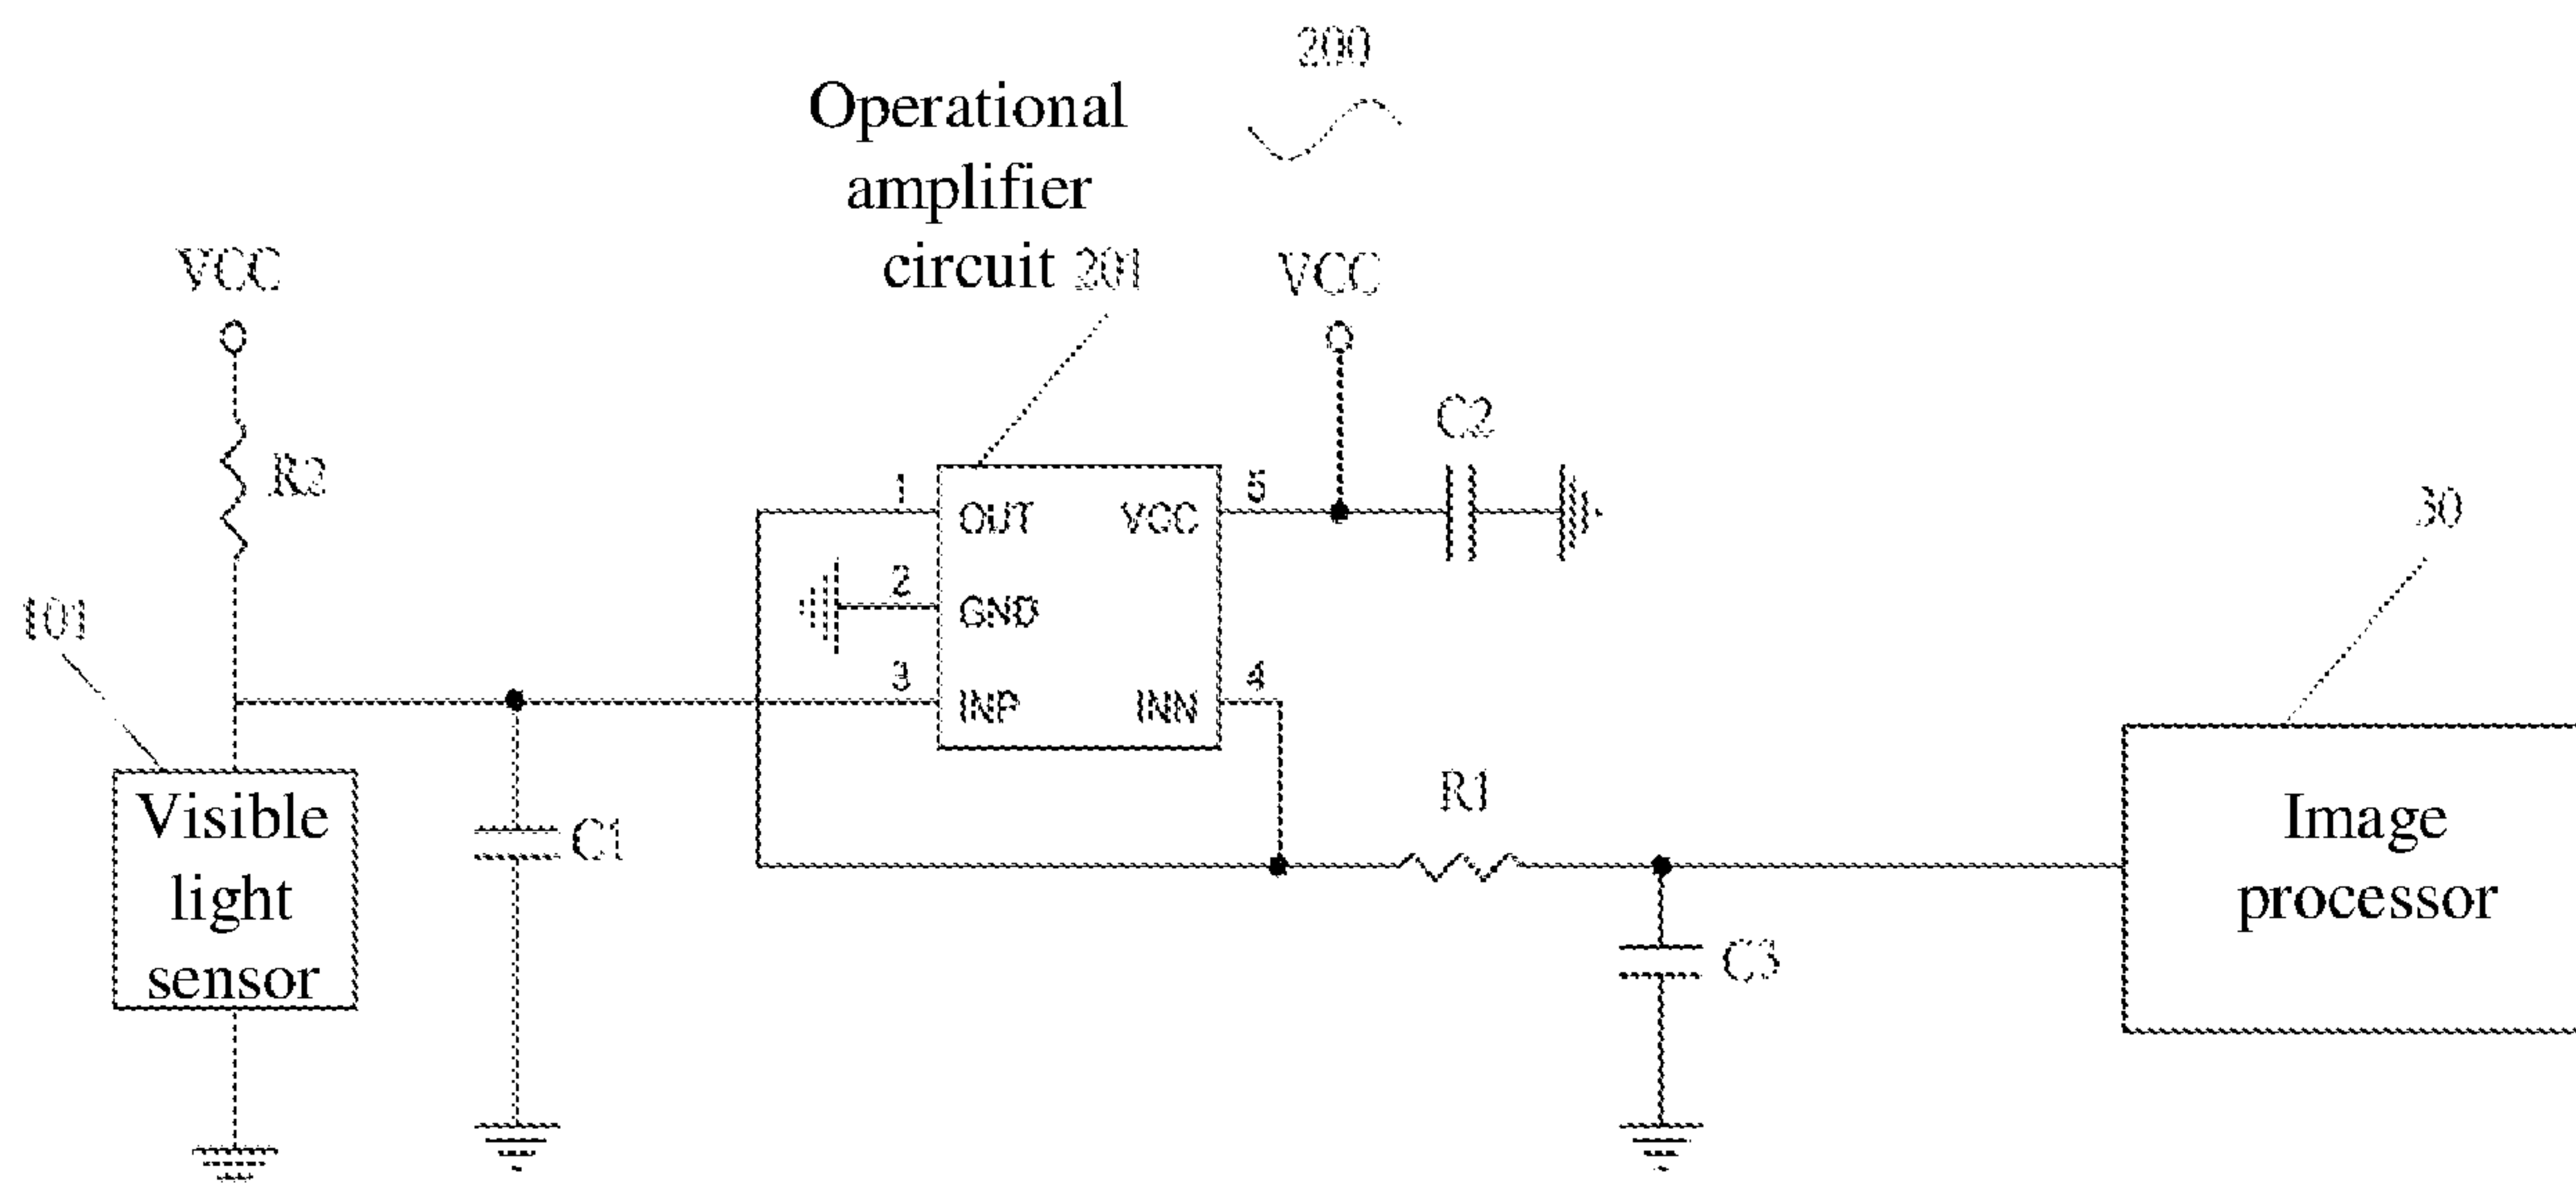 200
Operational
amplifier
circuit 201
VCC
VCC
C2
R2
1
OUT
VCC
5
30
2
GND
101
3
INP
INN
4
R1
Visible
light
sensor
C1
Image
processor
C3